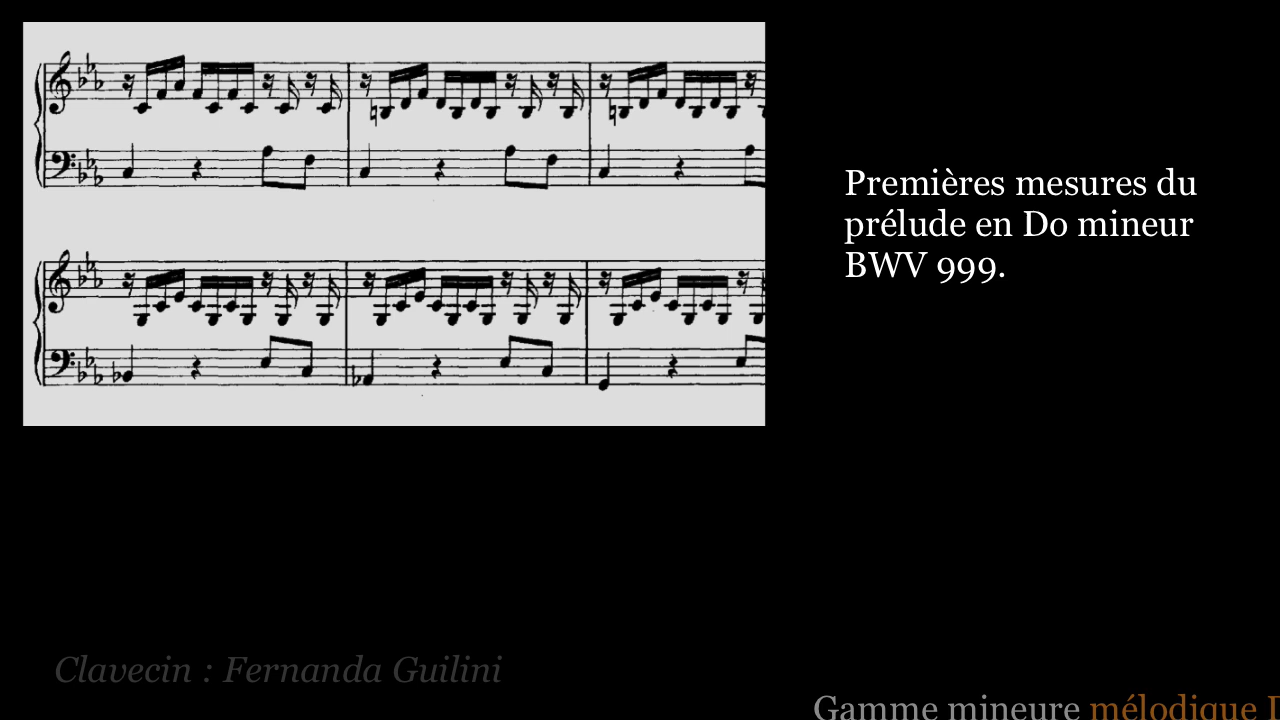 Premières mesures du
prélude en Do mineur
BWV 999.
Clavecin : Fernanda Guilini
Gamme mineure mélodique